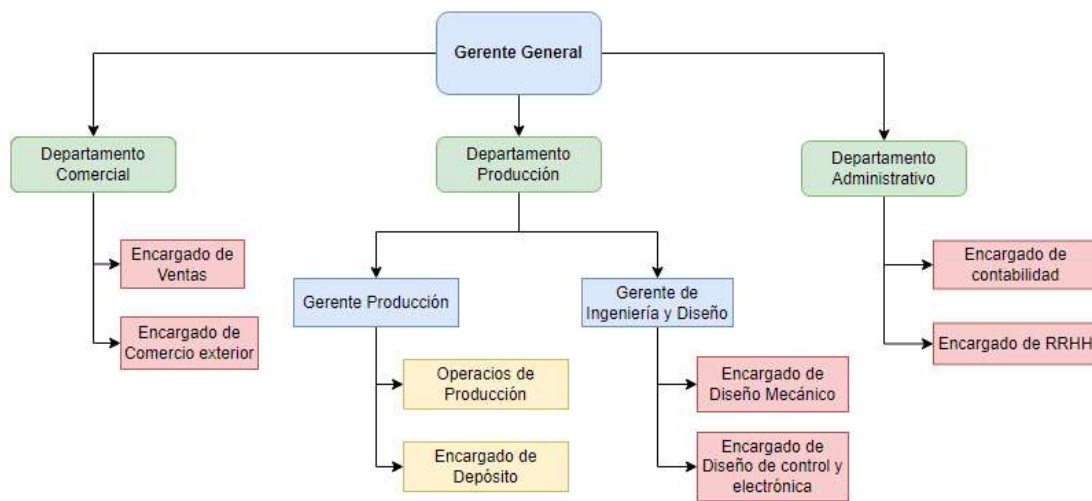 Gerente General
Departamento
Comercial
Departamento
Producción
Departamento
Administrativo
Encargado de
Ventas
Encargado de
Comercio exterior
Gerente Producción
Gerente de
Ingeniería y Diseño
Encargado de
contabilidad
Encargado de RRHH
Operacios de
Producción
Encargado de
Depósito
Encargado de
Diseño Mecánico
Encargado de
Diseño de control y
electrónica